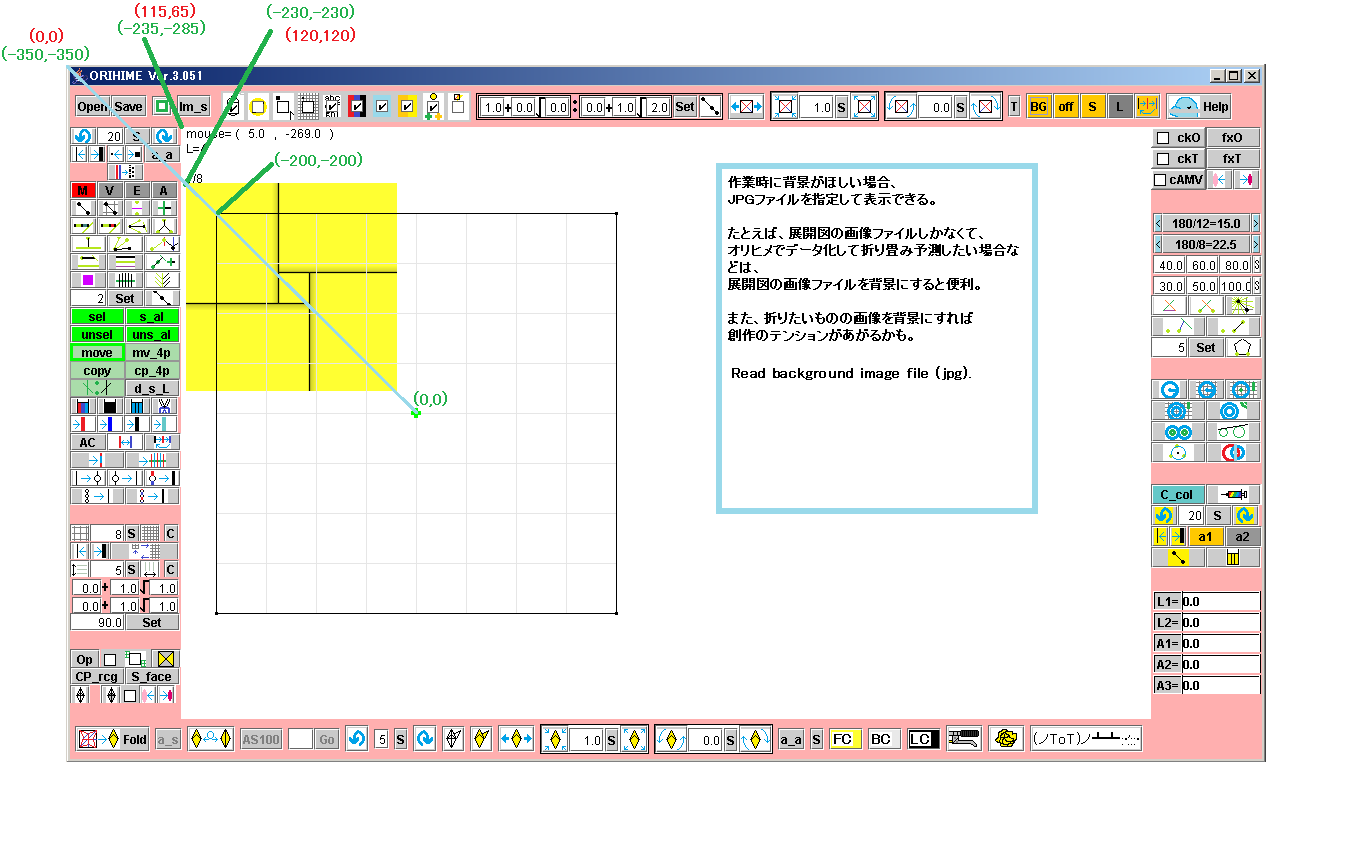 (115,65)
(-230,-230)
(0,0)
(-235,-285)
(120,120)
(-350,-350)
ORIHIME Ver.3.051
Open Save Im_s 1.0 + 0.0 0.0 : 0.0 + 1.0 2.0 Set 1.0 S 0.0 S T BG off S L Help
20 S
mouse= ( 5.0 , -269.0 )
L=
a_a
(-200,-200)
/8
M V E A
2 Set
sel s_al
unsel uns_al
move mv_4p
copy cp_4p
d_s_L
AC
8 S C
5 S C
0.0 + 1.0 1.0
0.0 + 1.0 1.0
90.0 Set
Op
CP_rcg S_face
(0,0)
作業時に背景がほしい場合、
JPGファイルを指定して表示できる。
たとえば、展開図の画像ファイルしかなくて、
オリヒメでデータ化して折り畳み予測したい場合な
どは、
展開図の画像ファイルを背景にすると便利。
また、折りたいものの画像を背景にすれば
創作のテンションがあがるかも。
Read background image file (jpg).
ckO fxO
ckT fxT
cAMV
< 180/12=15.0 >
< 180/8=22.5 >
40.0 60.0 80.0 S
30.0 50.0 100.0 S
5 Set
C_col
20 S
a1 a2
L1= 0.0
L2= 0.0
A1= 0.0
A2= 0.0
A3= 0.0
Fold a_s AS100 Go 5 S 1.0 S 0.0 S a_a S FC BC LC (ノToT)ノ